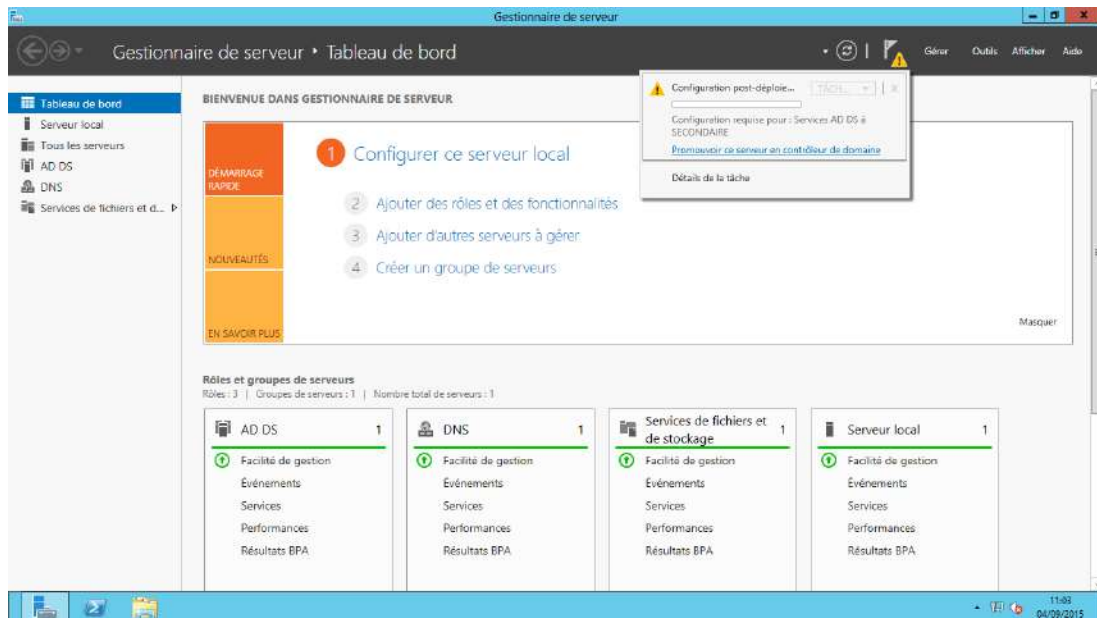 Gestionnaire de serveur
Gestionnaire de serveur • Tableau de bord
Gérer Outils Afficher Aide
Tableau de bord
Serveur local
Tous les serveurs
AD DS
DNS
Services de fichiers et d...
BIENVENUE DANS GESTIONNAIRE DE SERVEUR
DÉMARRAGE
RAPIDE
NOUVEAUTÉS
EN SAVOIR PLUS
1 Configurer ce serveur local
2 Ajouter des rôles et des fonctionnalités
3 Ajouter d'autres serveurs à gérer
4 Créer un groupe de serveurs
Masquer
Configuration post-déploie... TÂCH... X
Configuration requise pour : Services AD DS à
SECONDAIRE
Promouvoir ce serveur en contrôleur de domaine
Détails de la tâche
Rôles et groupes de serveurs
Rôles : 3 | Groupes de serveurs : 1 | Nombre total de serveurs : 1
AD DS 1
Facilité de gestion
Événements
Services
Performances
Résultats BPA
DNS 1
Facilité de gestion
Événements
Services
Performances
Résultats BPA
Services de fichiers et
de stockage 1
Facilité de gestion
Événements
Services
Performances
Résultats BPA
Serveur local 1
Facilité de gestion
Événements
Services
Performances
Résultats BPA
11:03
04/09/2015